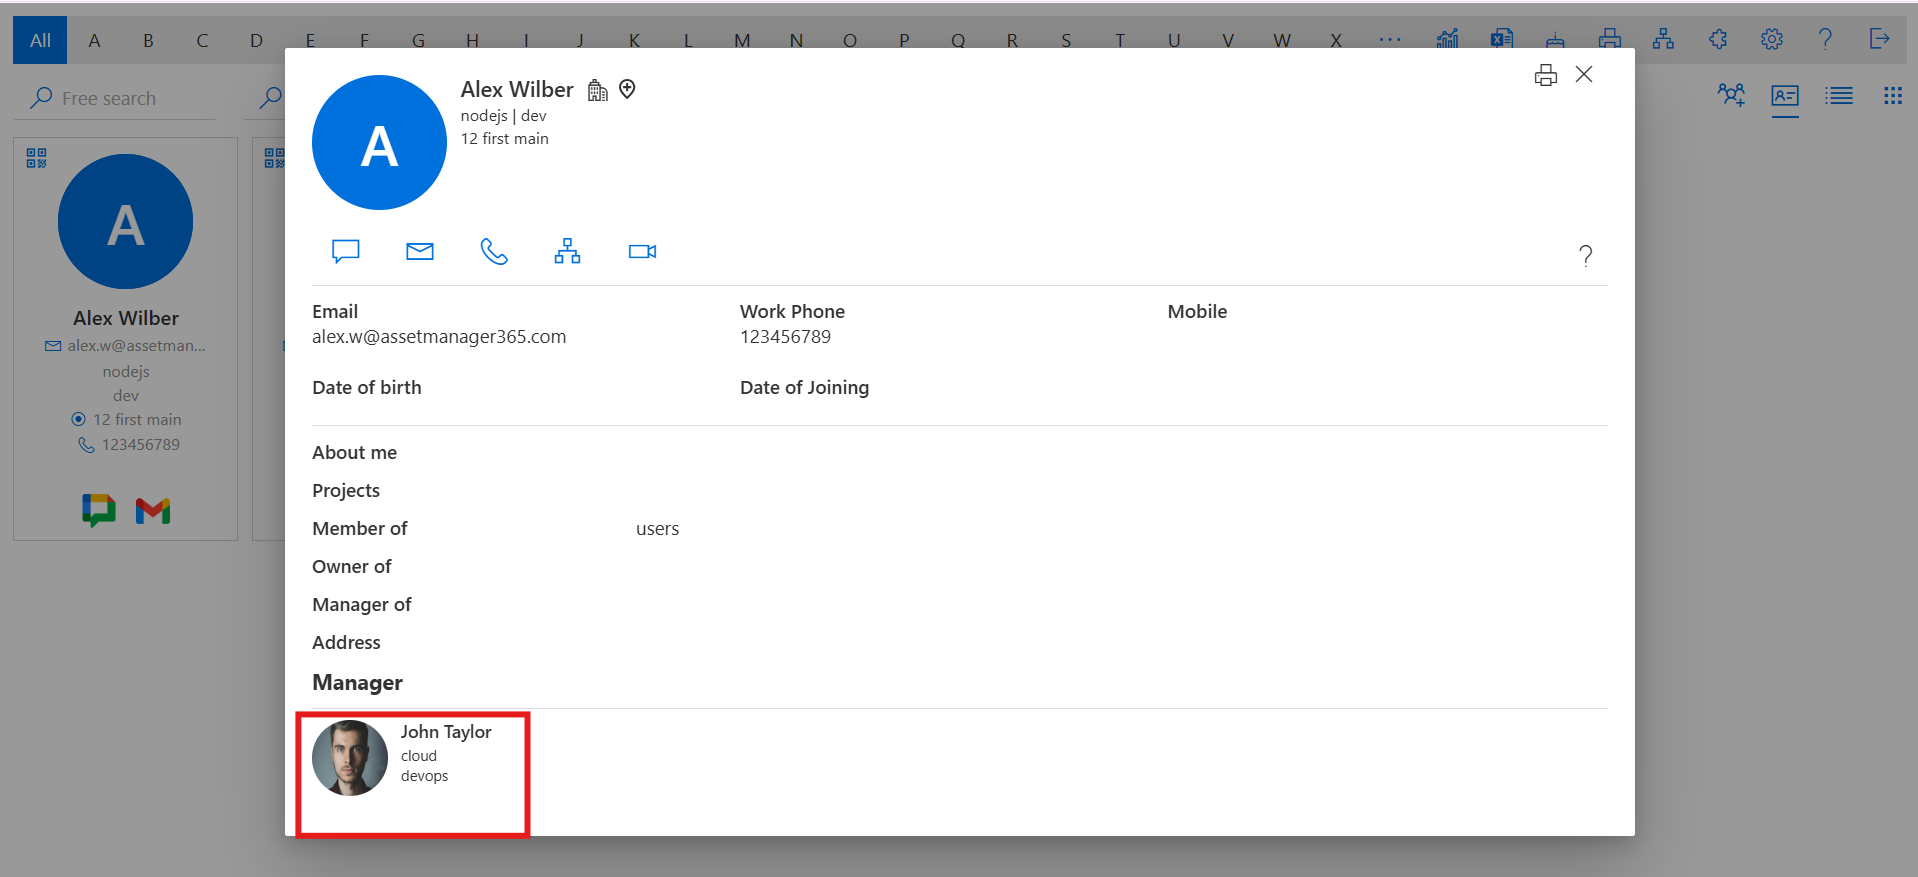 All A B C D E F G H I J K L M N O P Q R S T U V W X ...
Free search
A
Alex Wilber
alex.w@assetman...
nodejs
dev
12 first main
123456789
A
Alex Wilber
nodejs | dev
12 first main
?
Email
alex.w@assetmanager365.com
Work Phone
123456789
Mobile
Date of birth
Date of Joining
About me
Projects
Member of users
Owner of
Manager of
Address
Manager
John Taylor
cloud
devops